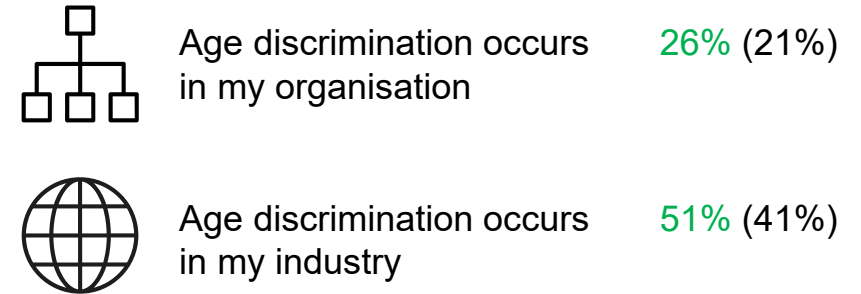 Age discrimination occurs 26% (21%)
in my organisation
Age discrimination occurs 51% (41%)
in my industry